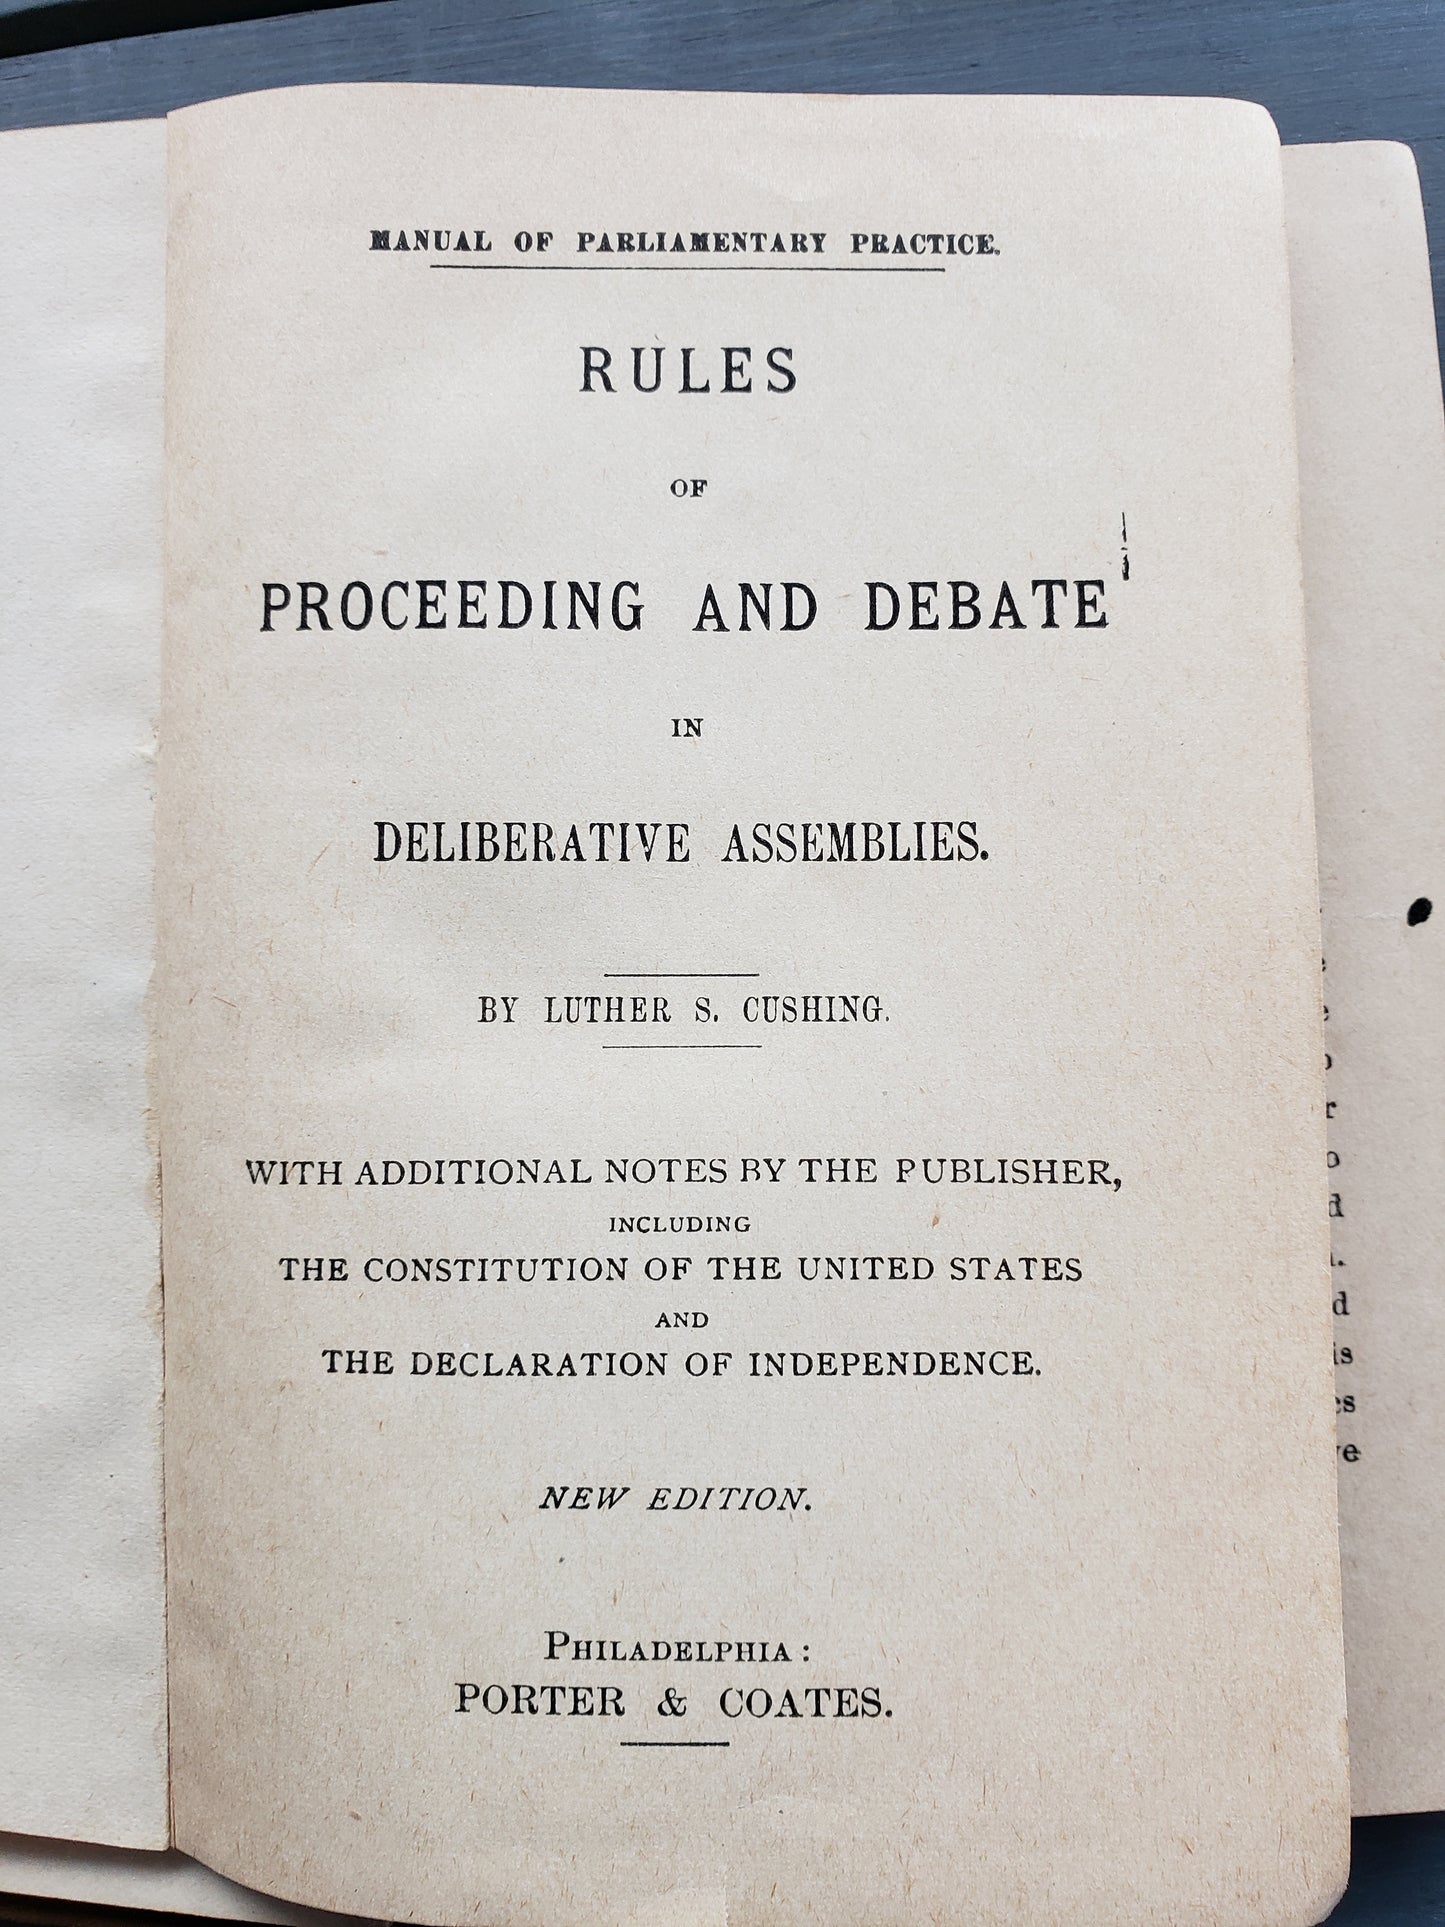 MANUAL OF PARLIAMENTARY PRACTICE.
RULES
OF
PROCEEDING AND DEBATE
IN
DELIBERATIVE ASSEMBLIES.
BY LUTHER S. CUSHING.
WITH ADDITIONAL NOTES BY THE PUBLISHER,
INCLUDING
THE CONSTITUTION OF THE UNITED STATES
AND
THE DECLARATION OF INDEPENDENCE.
NEW EDITION.
PHILADELPHIA:
PORTER & COATES.